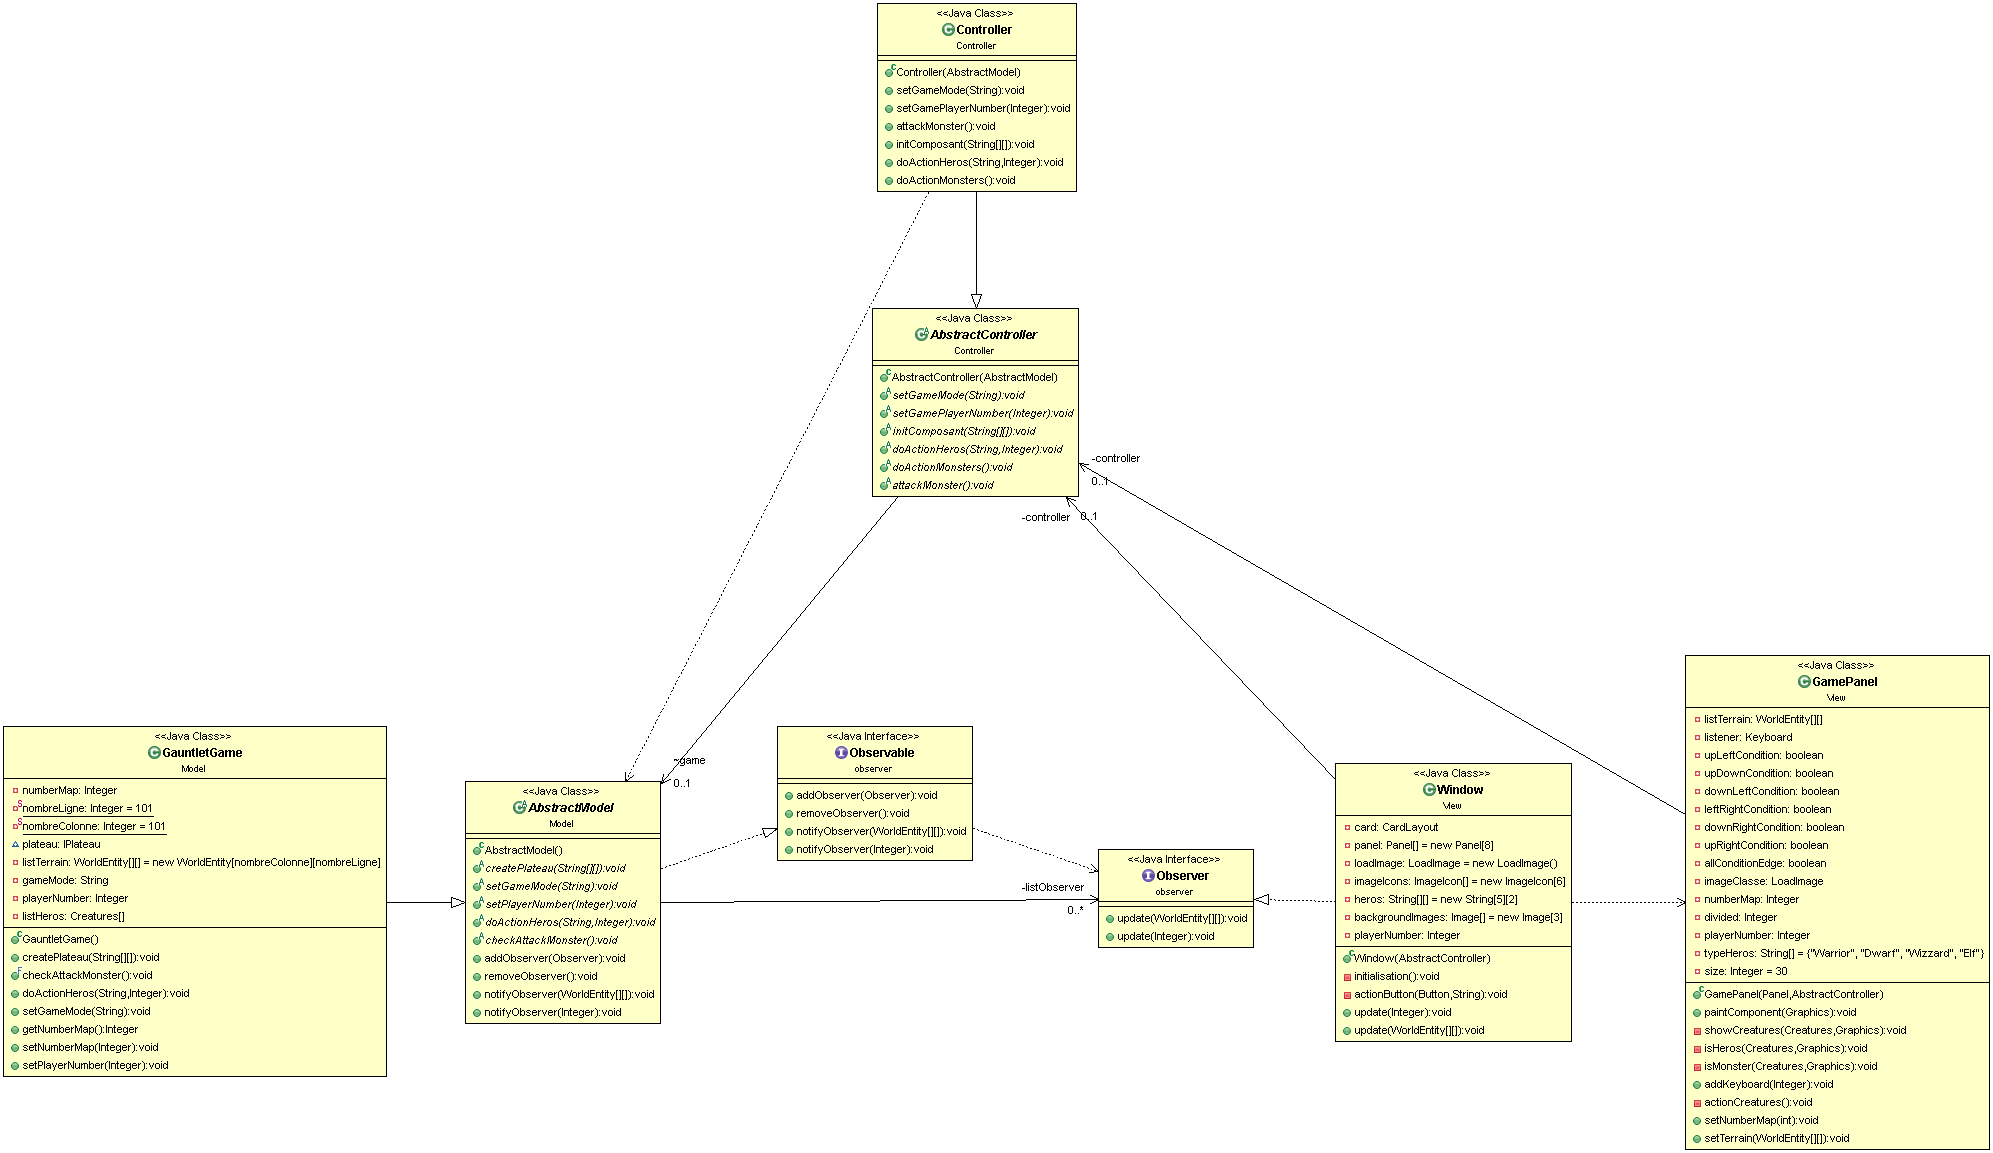 <<Java Class>>
Controller
Controller
Controller(AbstractModel)
setGameMode(String):void
setGamePlayerNumber(Integer):void
attackMonster():void
initComposant(String[][]):void
doActionHeros(String,Integer):void
doActionMonsters():void
<<Java Class>>
AbstractController
Controller
AbstractController(AbstractModel)
setGameMode(String):void
setGamePlayerNumber(Integer):void
initComposant(String[][]):void
doActionHeros(String,Integer):void
doActionMonsters():void
attackMonster():void
-controller
0..1
-controller
0..1
<<Java Class>>
GauntletGame
Model
numberMap: Integer
nombreLigne: Integer = 101
nombreColonne: Integer = 101
plateau: IPlateau
listTerrain: WorldEntity[][] = new WorldEntity[nombreColonne][nombreLigne]
gameMode: String
playerNumber: Integer
listHeros: Creatures[]
GauntletGame()
createPlateau(String[][]):void
checkAttackMonster():void
doActionHeros(String,Integer):void
setGameMode(String):void
getNumberMap():Integer
setNumberMap(Integer):void
setPlayerNumber(Integer):void
~game
0..1
<<Java Class>>
AbstractModel
Model
AbstractModel()
createPlateau(String[][]):void
setGameMode(String):void
setPlayerNumber(Integer):void
doActionHeros(String,Integer):void
checkAttackMonster():void
addObserver(Observer):void
removeObserver():void
notifyObserver(WorldEntity[][]):void
notifyObserver(Integer):void
<<Java Interface>>
Observable
observer
addObserver(Observer):void
removeObserver():void
notifyObserver(WorldEntity[][]):void
notifyObserver(Integer):void
-listObserver
0..*
<<Java Interface>>
Observer
observer
update(WorldEntity[][]):void
update(Integer):void
<<Java Class>>
Window
View
card: CardLayout
panel: Panel[] = new Panel[8]
loadImage: LoadImage = new LoadImage()
imageIcons: ImageIcon[] = new ImageIcon[6]
heros: String[][] = new String[5][2]
backgroundImages: Image[] = new Image[3]
playerNumber: Integer
Window(AbstractController)
initialisation():void
actionButton(Button,String):void
update(Integer):void
update(WorldEntity[][]):void
<<Java Class>>
GamePanel
View
listTerrain: WorldEntity[][]
listener: Keyboard
upLeftCondition: boolean
upDownCondition: boolean
downLeftCondition: boolean
leftRightCondition: boolean
downRightCondition: boolean
upRightCondition: boolean
allConditionEdge: boolean
imageClasse: LoadImage
numberMap: Integer
divided: Integer
playerNumber: Integer
typeHeros: String[] = {"Warrior", "Dwarf", "Wizzard", "Elf"}
size: Integer = 30
GamePanel(Panel,AbstractController)
paintComponent(Graphics):void
showCreatures(Creatures,Graphics):void
isHeros(Creatures,Graphics):void
isMonster(Creatures,Graphics):void
addKeyboard(Integer):void
actionCreatures():void
setNumberMap(int):void
setTerrain(WorldEntity[][]):void